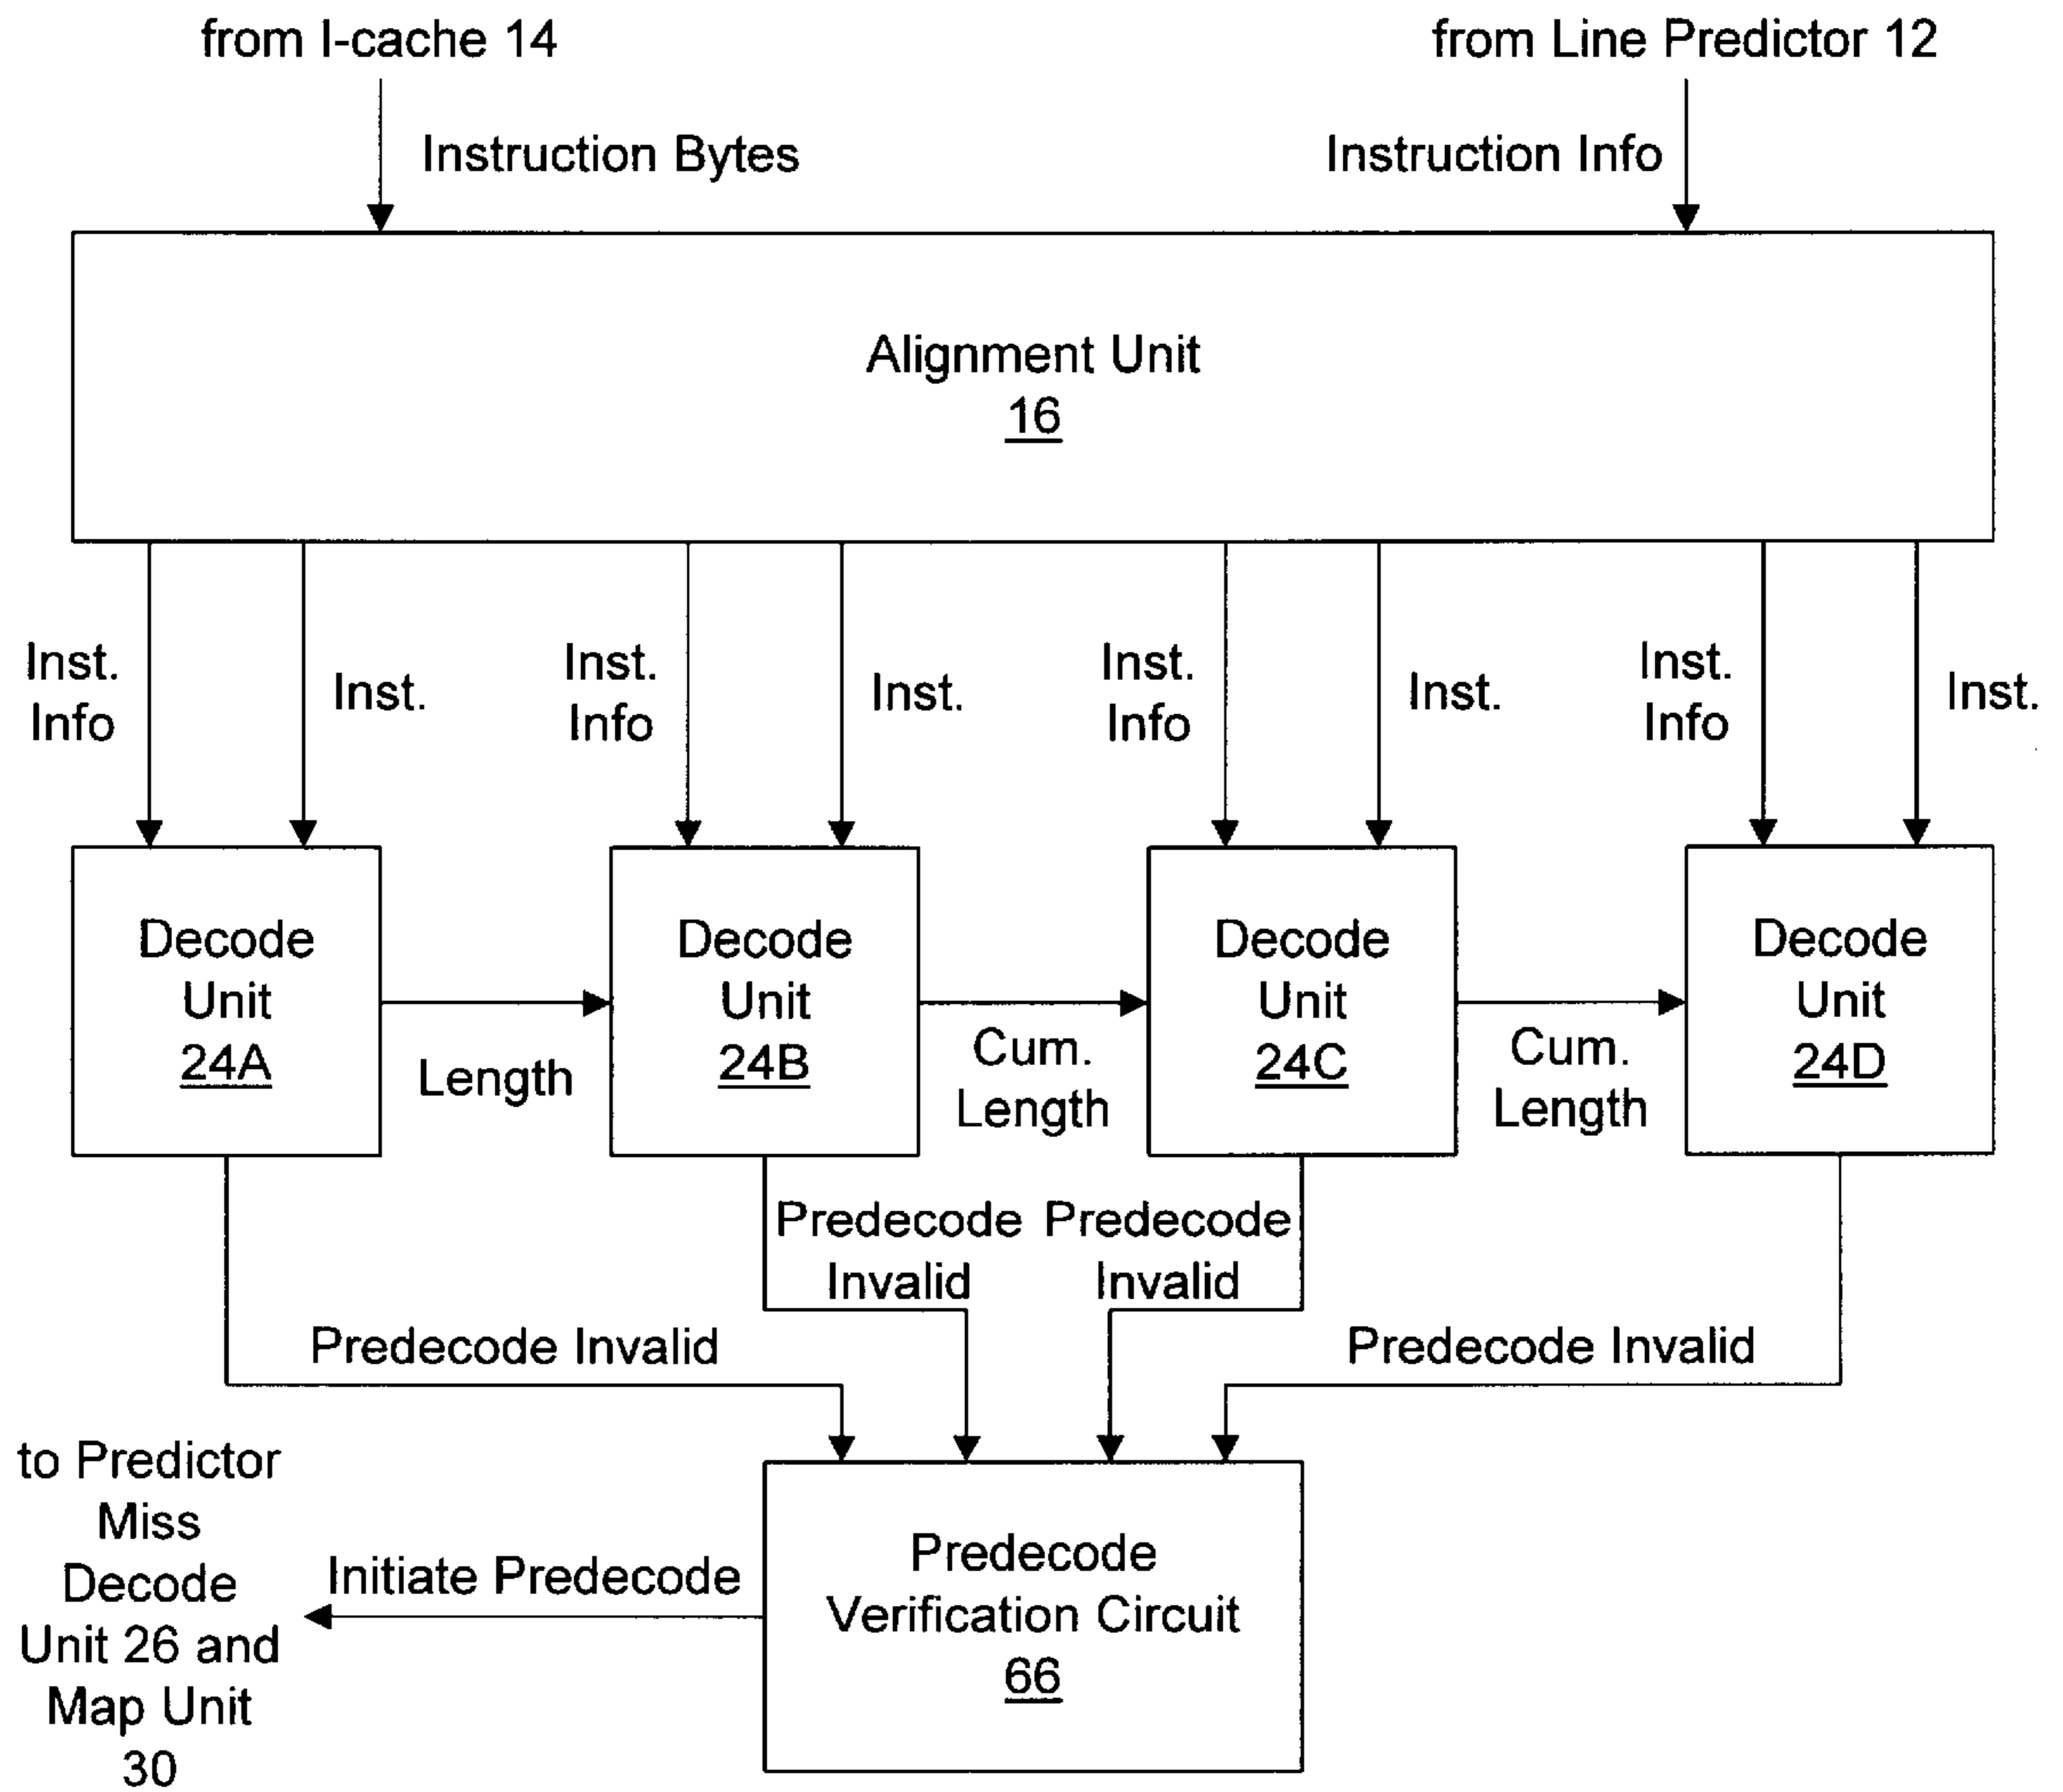 from I-cache 14
from Line Predictor 12
Instruction Bytes
Instruction Info
Alignment Unit
16
Inst.
Info
Inst.
Inst.
Info
Inst.
Inst.
Info
Inst.
Inst.
Info
Inst.
Decode
Unit
24A
Length
Decode
Unit
24B
Cum.
Length
Decode
Unit
24C
Cum.
Length
Decode
Unit
24D
Predecode
Invalid
Predecode
Invalid
Predecode Invalid
Predecode Invalid
to Predictor
Miss
Decode
Unit 26 and
Map Unit
30
Initiate Predecode
Predecode
Verification Circuit
66